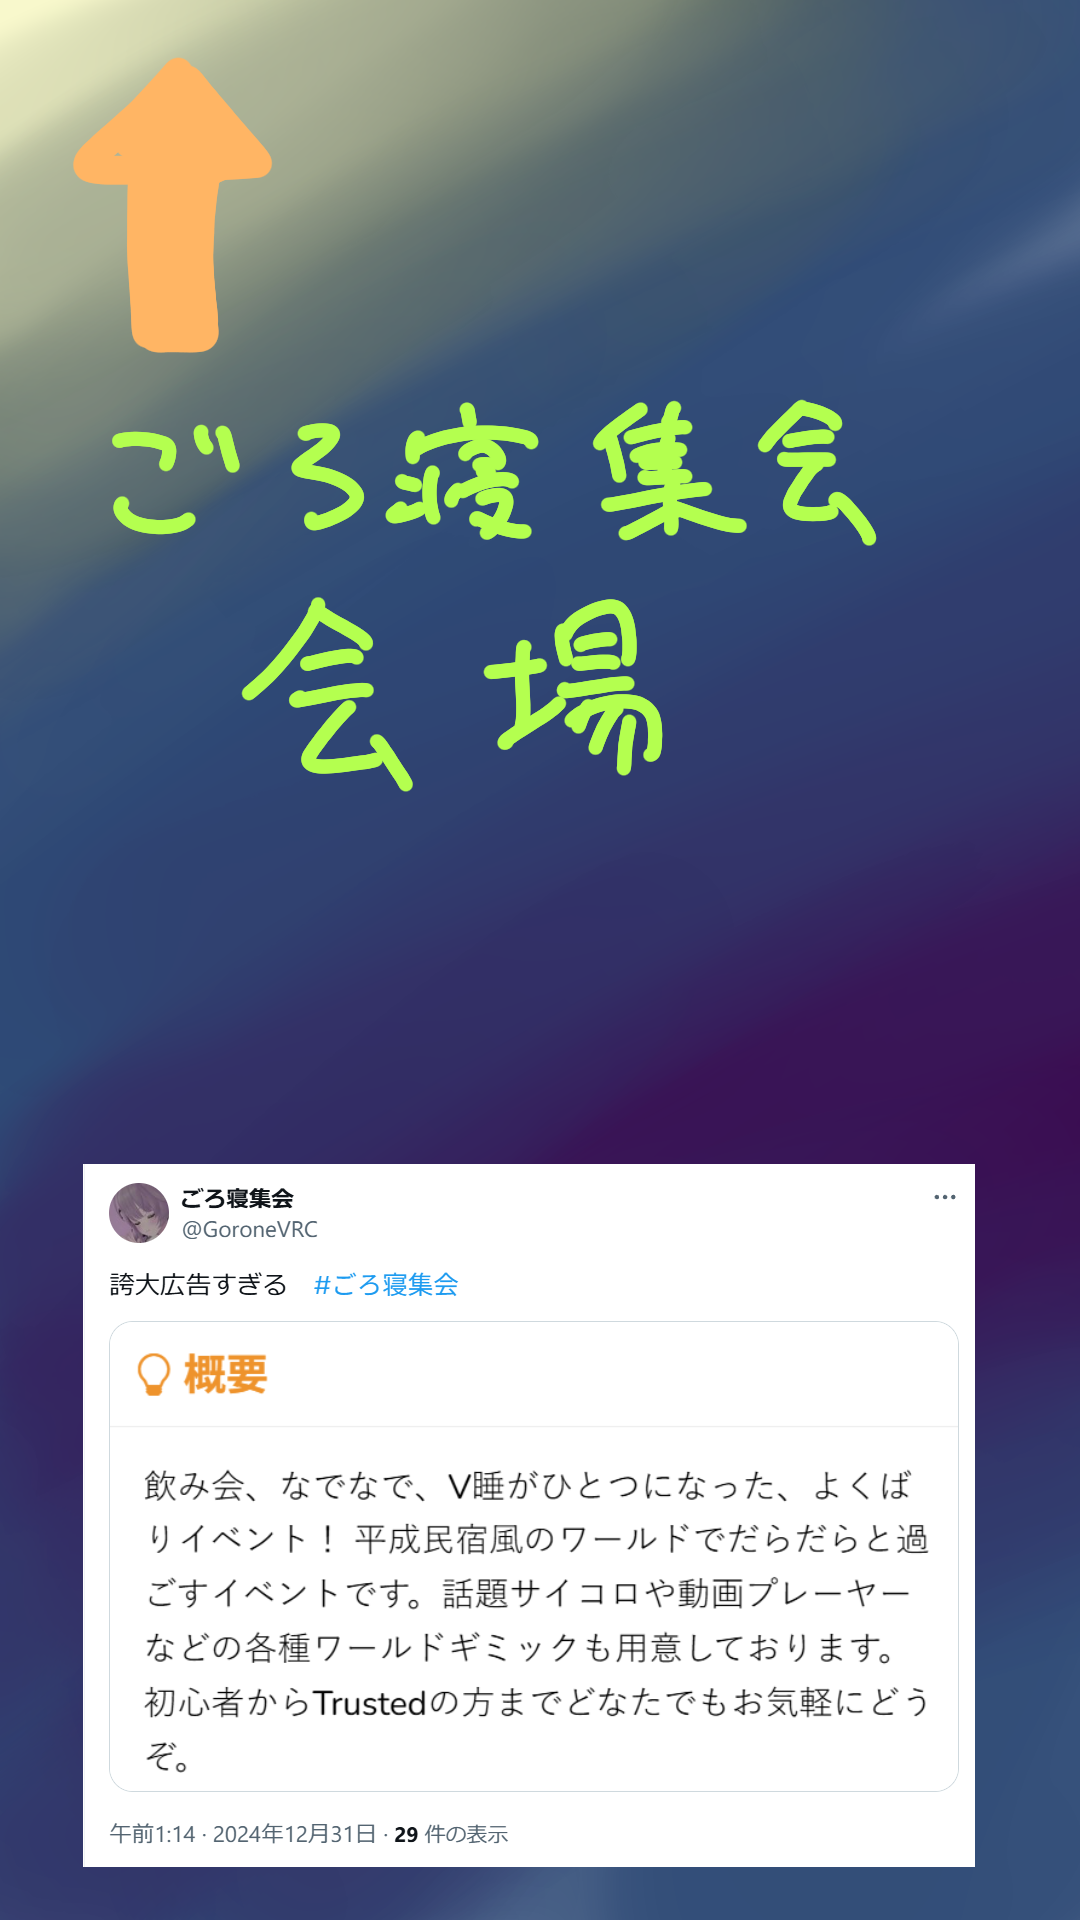 ごろ寝集会
会場
ごろ寝集会
@GoroneVRC
誇大広告すぎる #ごろ寝集会
概要
飲み会、なでなで、V睡がひとつになった、よくば
りイベント！ 平成民宿風のワールドでだらだらと過
ごすイベントです。話題サイコロや動画プレーヤー
などの各種ワールドギミックも用意しております。
初心者からTrustedの方までどなたでもお気軽にどう
ぞ。
午前1:14 · 2024年12月31日 · 29 件の表示